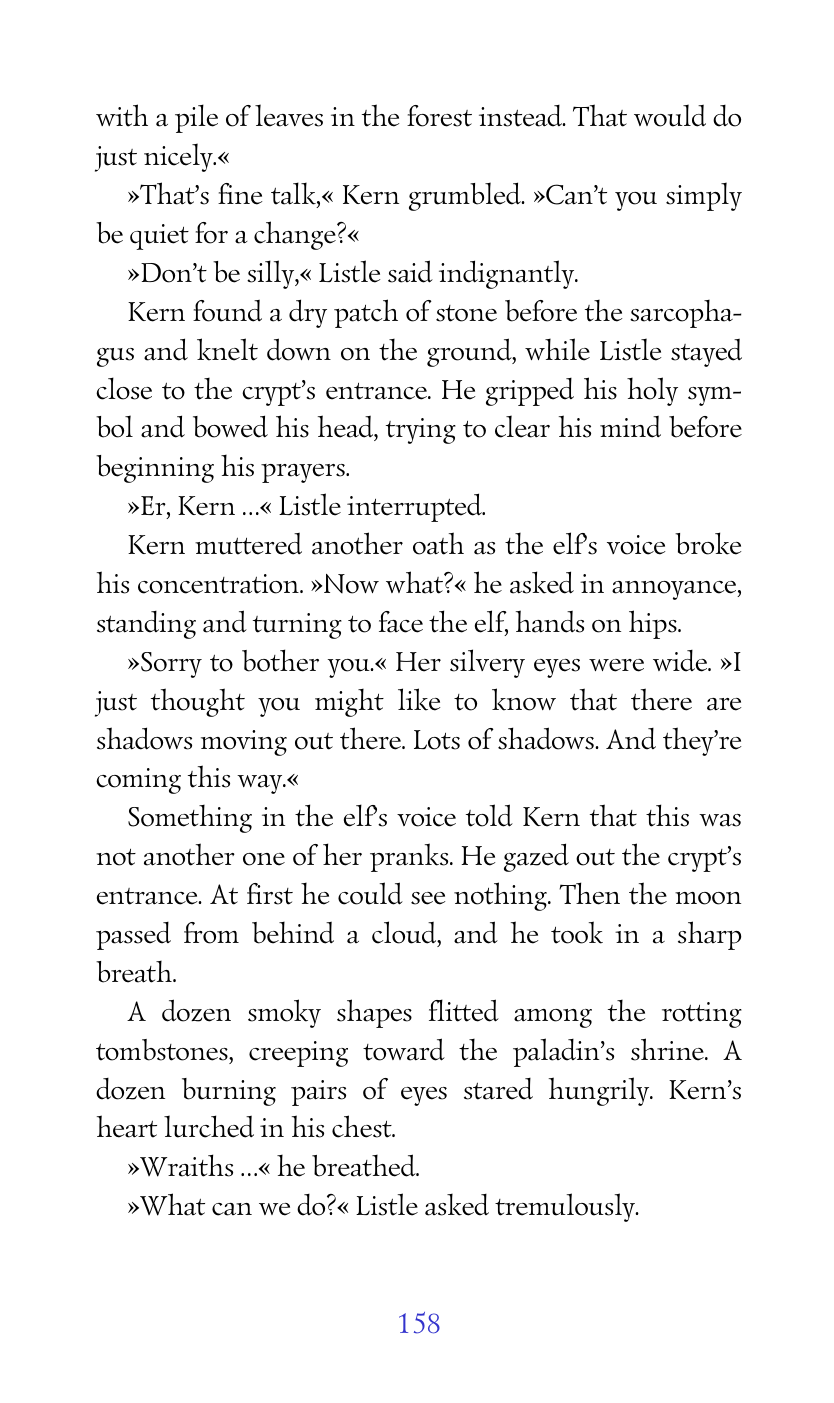 with a pile of leaves in the forest instead. That would do
just nicely.«
»That’s fine talk,« Kern grumbled. »Can’t you simply
be quiet for a change?«
»Don’t be silly,« Listle said indignantly.
Kern found a dry patch of stone before the sarcopha-
gus and knelt down on the ground, while Listle stayed
close to the crypt’s entrance. He gripped his holy sym-
bol and bowed his head, trying to clear his mind before
beginning his prayers.
»Er, Kern …« Listle interrupted.
Kern muttered another oath as the elf’s voice broke
his concentration. »Now what?« he asked in annoyance,
standing and turning to face the elf, hands on hips.
»Sorry to bother you.« Her silvery eyes were wide. »I
just thought you might like to know that there are
shadows moving out there. Lots of shadows. And they’re
coming this way.«
Something in the elf’s voice told Kern that this was
not another one of her pranks. He gazed out the crypt’s
entrance. At first he could see nothing. Then the moon
passed from behind a cloud, and he took in a sharp
breath.
A dozen smoky shapes flitted among the rotting
tombstones, creeping toward the paladin’s shrine. A
dozen burning pairs of eyes stared hungrily. Kern’s
heart lurched in his chest.
»Wraiths …« he breathed.
»What can we do?« Listle asked tremulously.
158